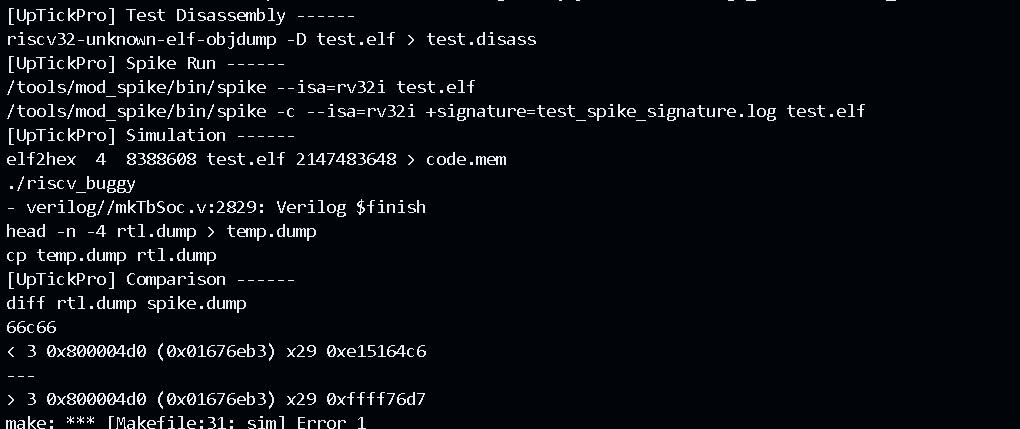 [UpTickPro] Test Disassembly ------
riscv32-unknown-elf-objdump -D test.elf > test.disass
[UpTickPro] Spike Run ------
/tools/mod_spike/bin/spike --isa=rv32i test.elf
/tools/mod_spike/bin/spike -c --isa=rv32i +signature=test_spike_signature.log test.elf
[UpTickPro] Simulation ------
elf2hex  4  8388608 test.elf 2147483648 > code.mem
./riscv_buggy
- verilog//mkTbSoc.v:2829: Verilog $finish
head -n -4 rtl.dump > temp.dump
cp temp.dump rtl.dump
[UpTickPro] Comparison ------
diff rtl.dump spike.dump
66c66
< 3 0x800004d0 (0x01676eb3) x29 0xe15164c6
---
> 3 0x800004d0 (0x01676eb3) x29 0xffff76d7
make: *** [Makefile:31: sim] Error 1